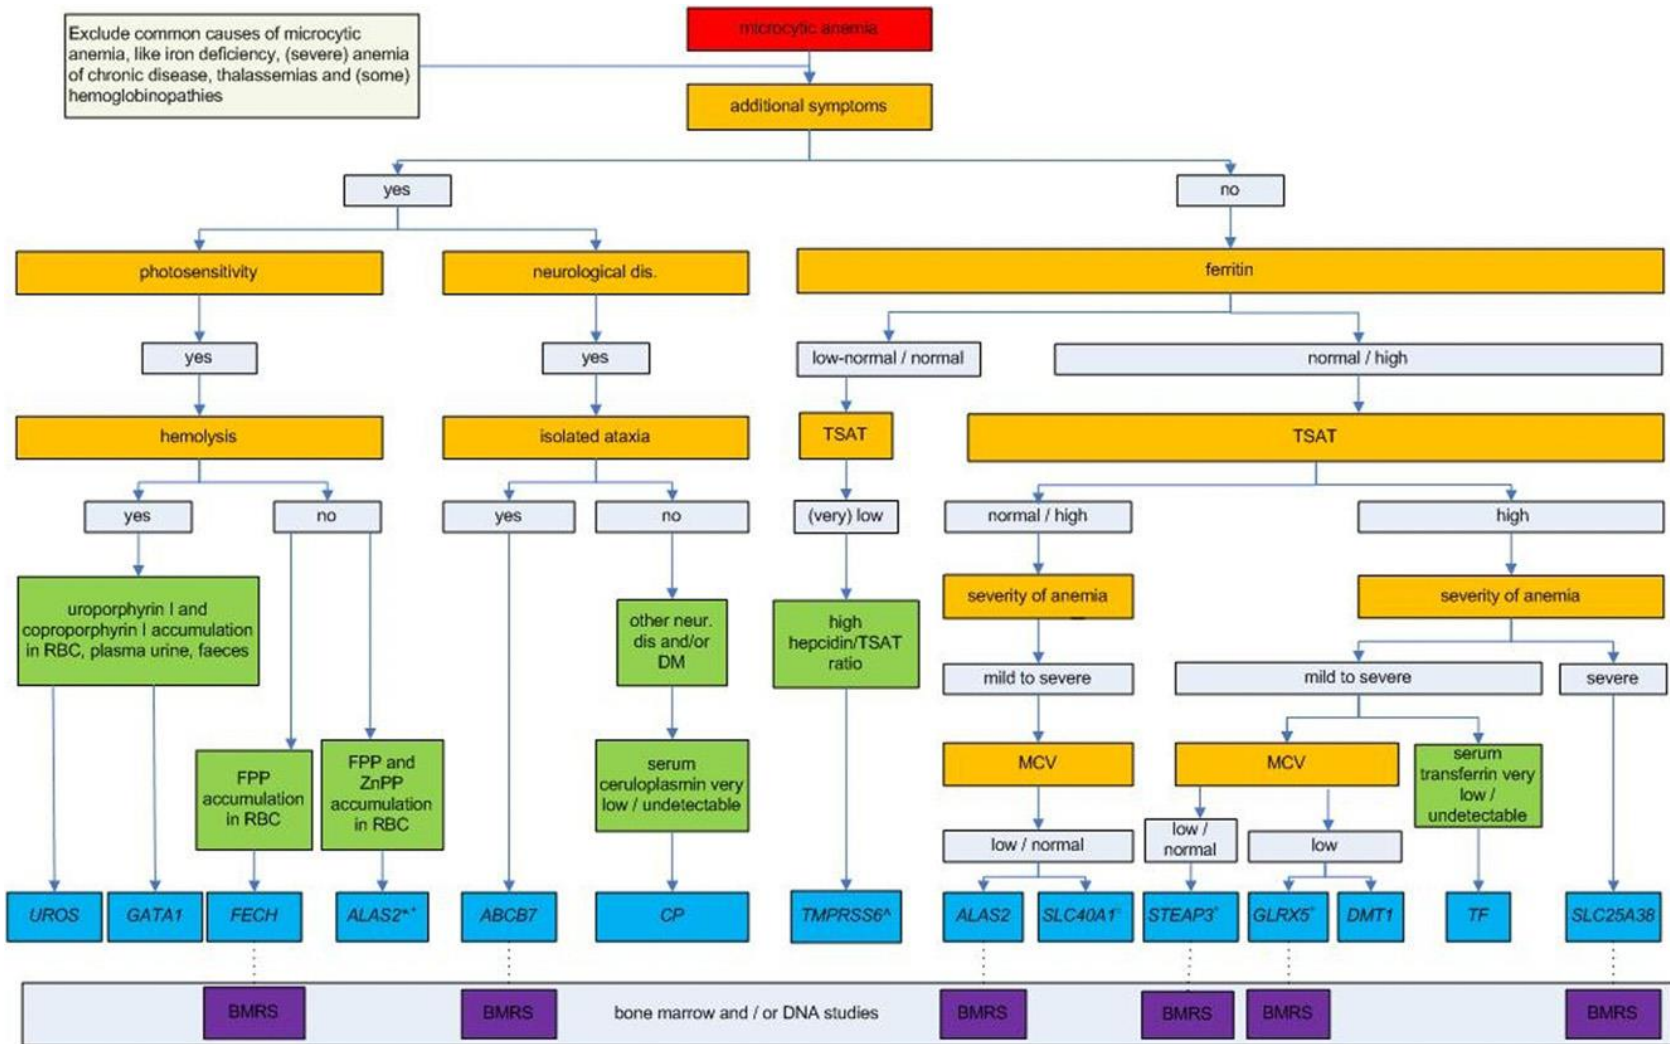 Exclude common causes of microcytic
anemia, like iron deficiency, (severe) anemia
of chronic disease, thalassemias and (some)
hemoglobinopathies
microcytic anemia
additional symptoms
yes
no
photosensitivity
neurological dis.
ferritin
yes
yes
low-normal / normal
normal / high
hemolysis
isolated ataxia
TSAT
TSAT
yes
no
yes
no
(very) low
normal / high
high
uroporphyrin I and
coproporphyrin I accumulation
in RBC, plasma urine, faeces
other neur.
dis and/or
DM
high
hepcidin/TSAT
ratio
severity of anemia
severity of anemia
mild to severe
mild to severe
severe
FPP
accumulation
in RBC
FPP and
ZnPP
accumulation
in RBC
serum
ceruloplasmin very
low / undetectable
MCV
MCV
serum
transferrin very
low /
undetectable
low / normal
low /
normal
low
UROS
GATA1
FECH
ALAS2**
ABCB7
CP
TMPRSS6^
ALAS2
SLC40A1°
STEAP3°
GLRX5°
DMT1
TF
SLC25A38
BMRS
BMRS
bone marrow and / or DNA studies
BMRS
BMRS
BMRS
BMRS